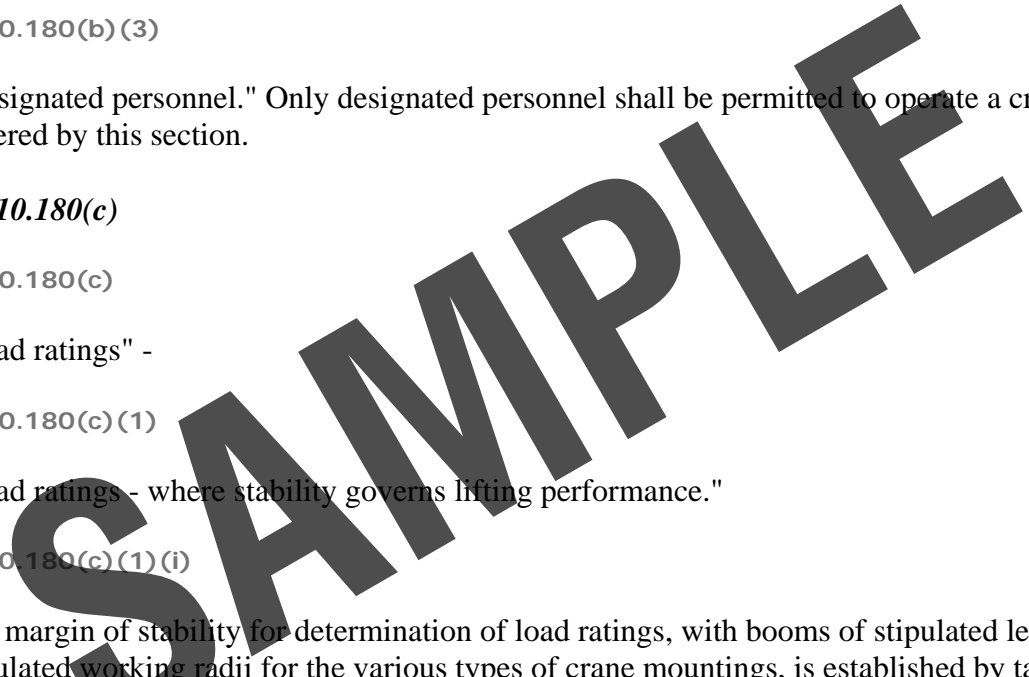 0.180(b)(3)
signated personnel." Only designated personnel shall be permitted to operate a cr
ered by this section.
10.180(c)
0.180(c)
ad ratings" -
0.180(c)(1)
ad ratings - where stability governs lifting performance."
0.180(c)(1)(i)
margin of stability for determination of load ratings, with booms of stipulated le
ulated working radii for the various types of crane mountings, is established by ta
SAMPLE